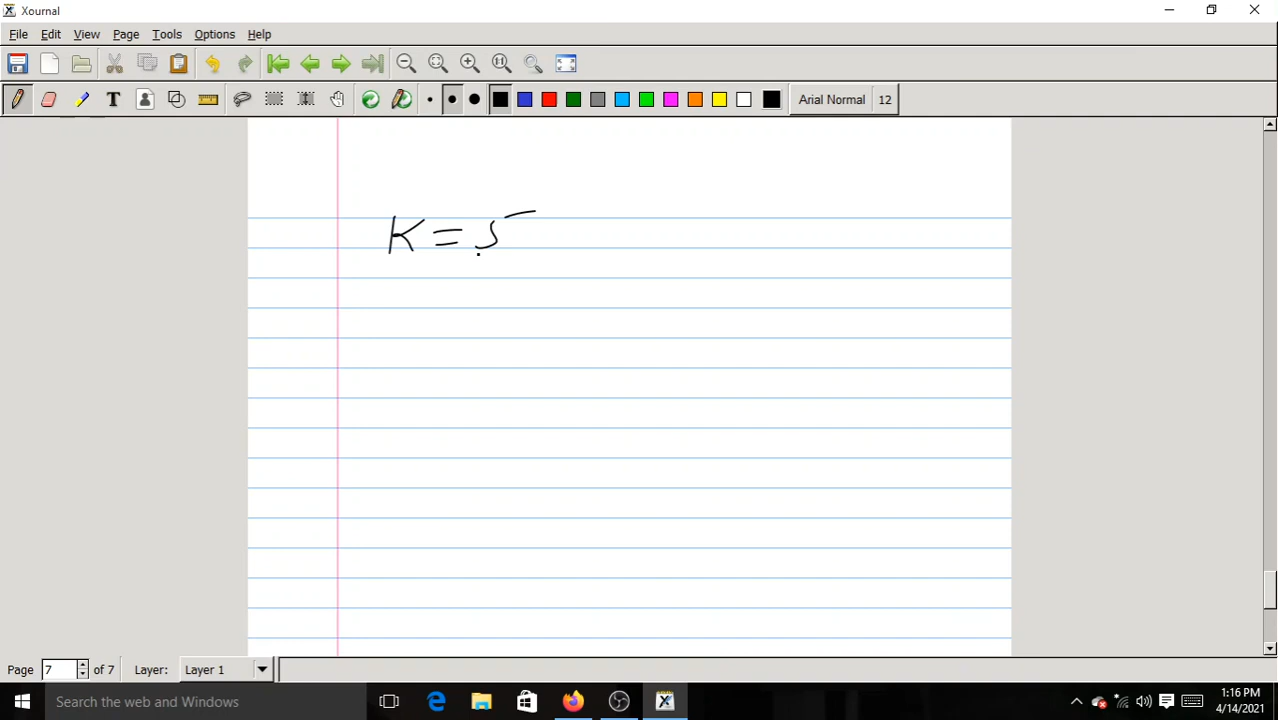 Xournal
File Edit View Page Tools Options Help
T Arial Normal 12
K = 5
Page 7 of 7 Layer: Layer 1
Search the web and Windows
1:16 PM
4/14/2021